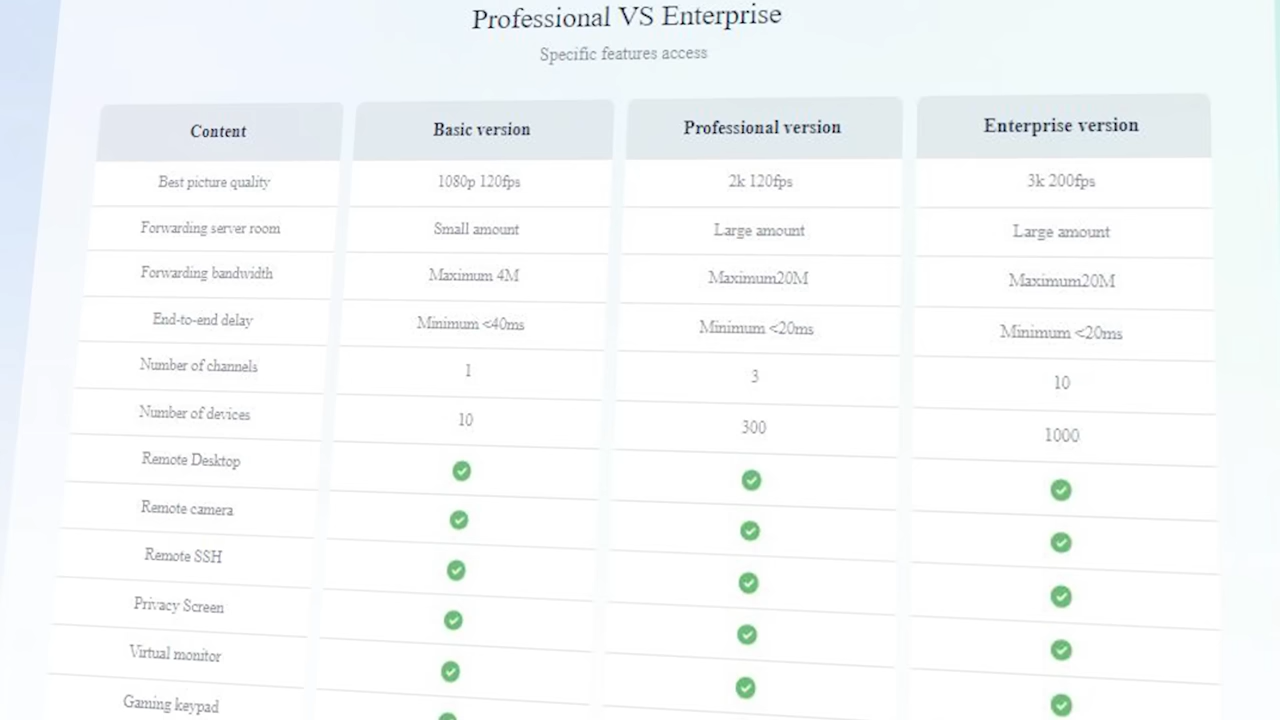 Professional VS Enterprise
Specific features access
Content Basic version Professional version Enterprise version
Best picture quality 1080p 120fps 2k 120fps 3k 200fps
Forwarding server room Small amount Large amount Large amount
Forwarding bandwidth Maximum 4M Maximum20M Maximum20M
End-to-end delay Minimum <40ms Minimum <20ms Minimum <20ms
Number of channels 1 3 10
Number of devices 10 300 1000
Remote Desktop
Remote camera
Remote SSH
Privacy Screen
Virtual monitor
Gaming keypad